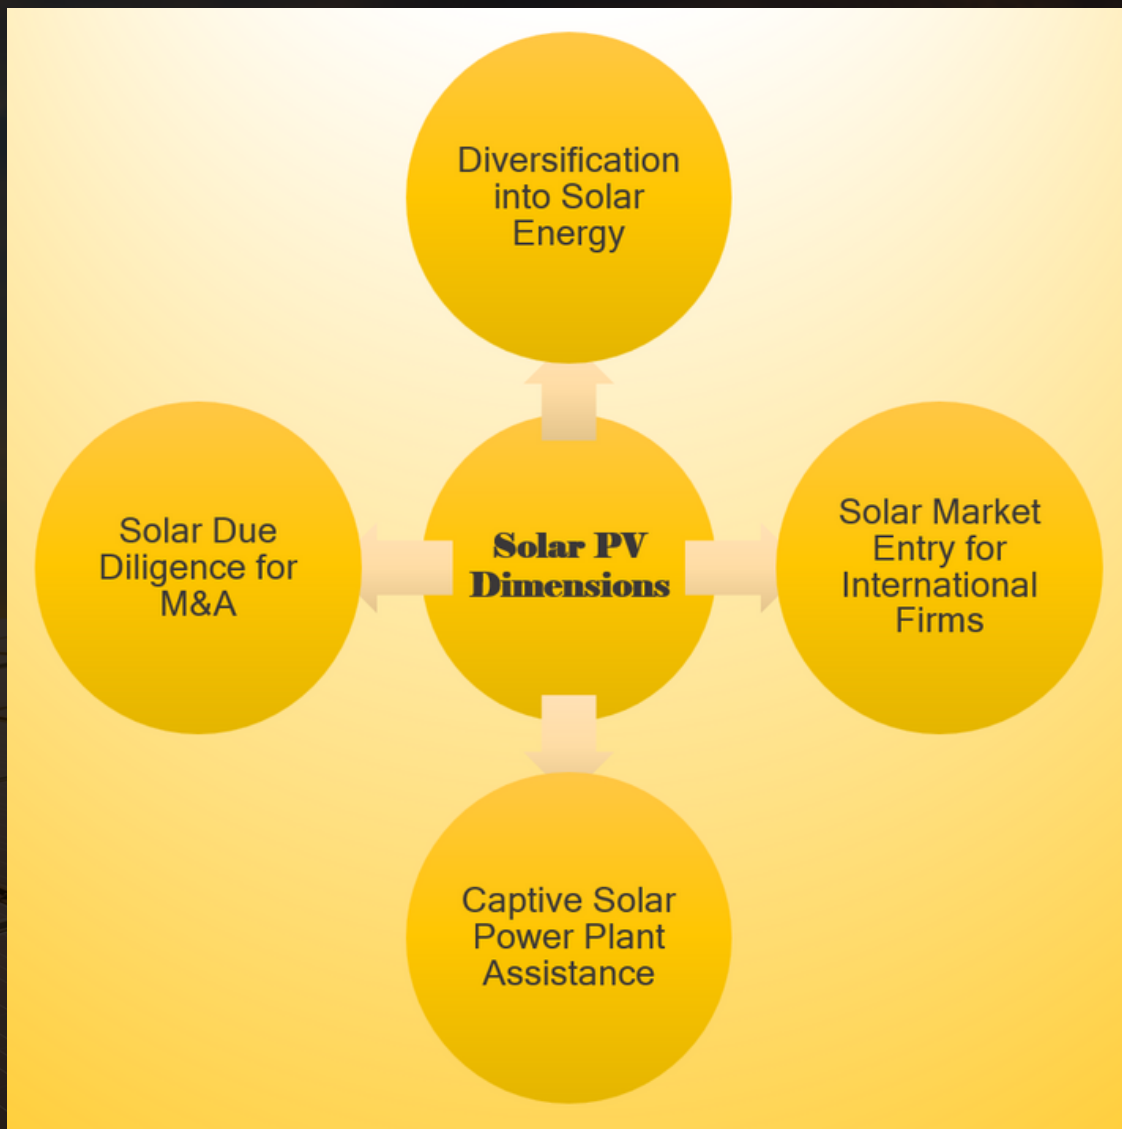 Diversification
into Solar
Energy
Solar Due
Diligence for
M&A
Solar PV
Dimensions
Solar Market
Entry for
International
Firms
Captive Solar
Power Plant
Assistance